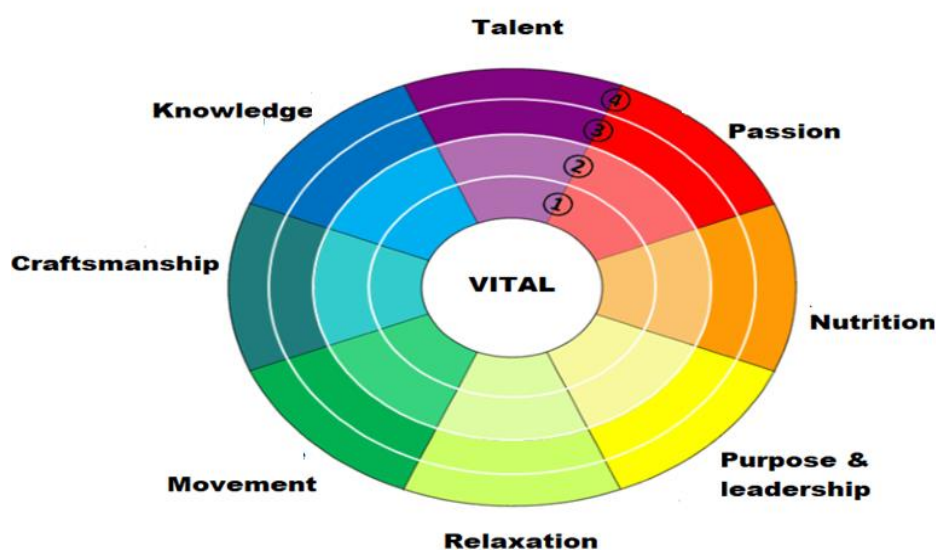 Talent
Knowledge
Passion
4
3
2
1
Craftsmanship
VITAL
Nutrition
Movement
Purpose &
leadership
Relaxation